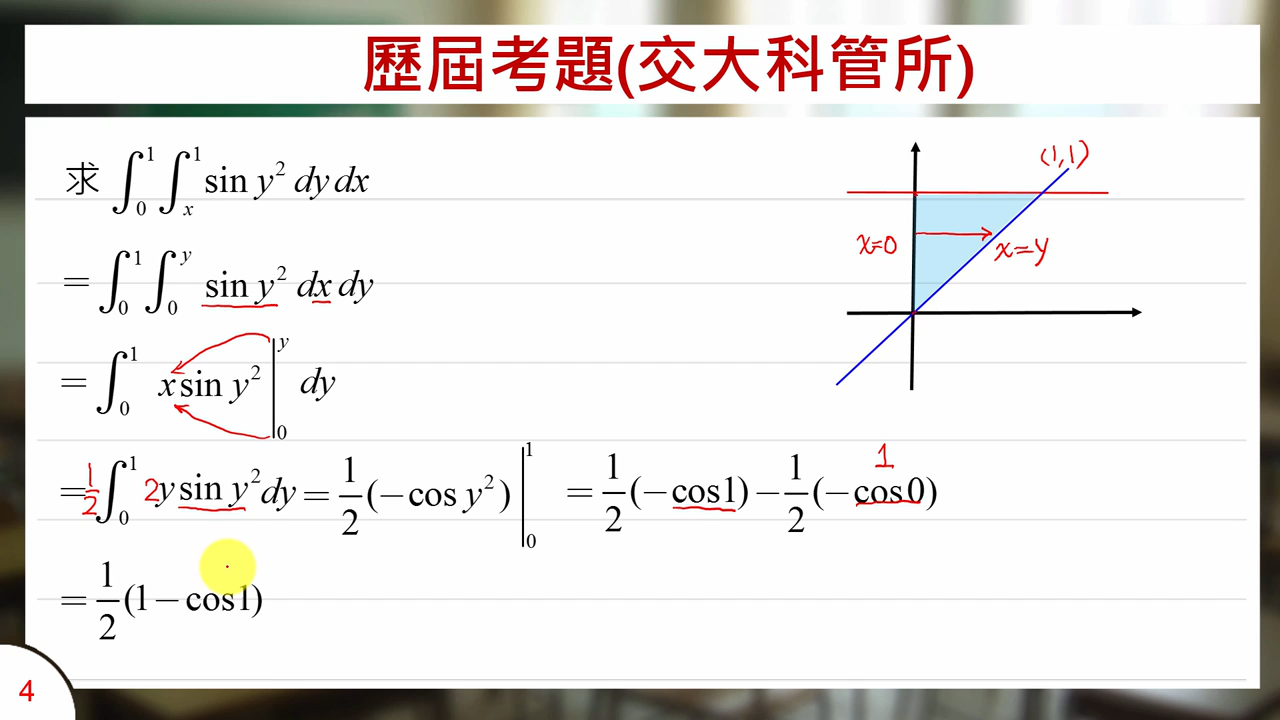 歷屆考題(交大科管所)
求 ∫₀¹ ∫ₓ¹ sin y² dy dx
= ∫₀¹ ∫₀^y sin y² dx dy
= ∫₀¹ x sin y² |₀^y dy
= 1/2 ∫₀¹ 2y sin y² dy = 1/2 (−cos y²) |₀¹ = 1/2 (−cos1) − 1/2 (−cos0)
1
= 1/2 (1 − cos1)
(1,1)
x=0
x=y
4